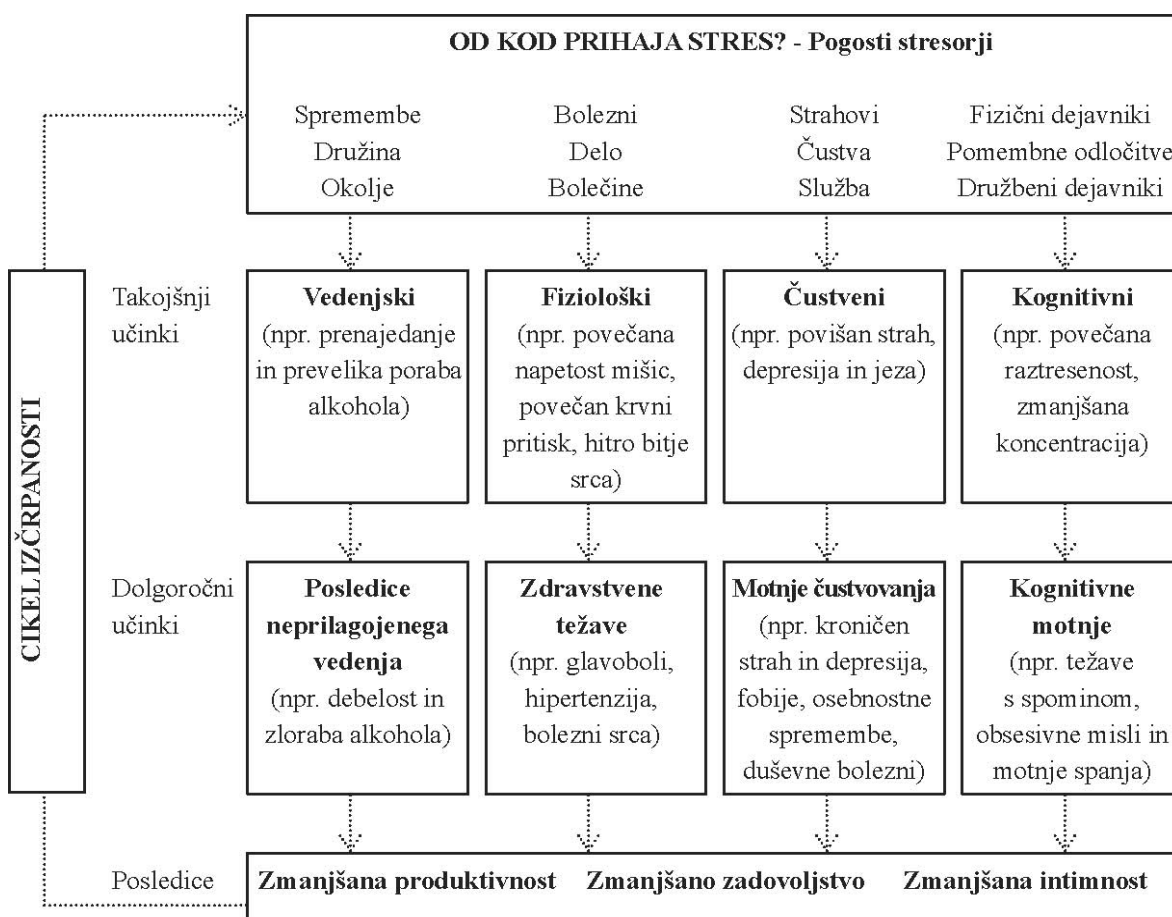 OD KOD PRIHAJA STRES? - Pogosti stresorji
Spremembe
Družina
Okolje
Bolezni
Delo
Bolečine
Strahovi
Čustva
Služba
Fizični dejavniki
Pomembne odločitve
Družbeni dejavniki
CIKEL IZČRPANOSTI
Takojšnji
učinki
Vedenjski
(npr. prenajedanje
in prevelika poraba
alkohola)
Fiziološki
(npr. povečana
napetost mišic,
povečan krvni
pritisk, hitro bitje
srca)
Čustveni
(npr. povišan strah,
depresija in jeza)
Kognitivni
(npr. povečana
raztresenost,
zmanjšana
koncentracija)
Dolgoročni
učinki
Posledice
neprilagojenega
vedenja
(npr. debelost in
zloraba alkohola)
Zdravstvene
težave
(npr. glavoboli,
hipertenzija,
bolezni srca)
Motnje čustvovanja
(npr. kroničen
strah in depresija,
fobije, osebnostne
spremembe,
duševne bolezni)
Kognitivne
motnje
(npr. težave
s spominom,
obsesivne misli in
motnje spanja)
Posledice
Zmanjšana produktivnost
Zmanjšano zadovoljstvo
Zmanjšana intimnost